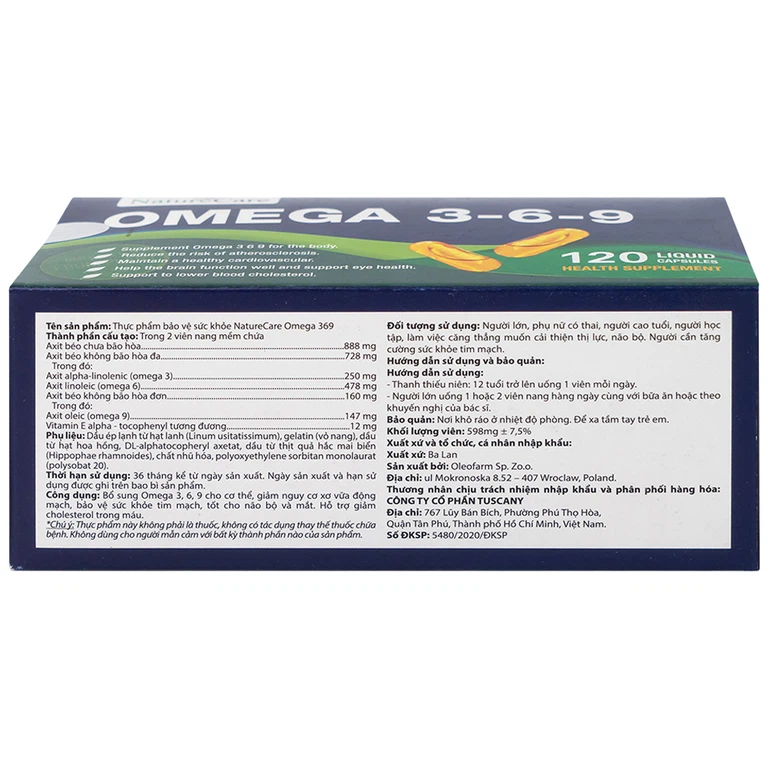 NatureCare
OMEGA 3-6-9
Supplement Omega 3 6 9 for the body.
Reduce the risk of atherosclerosis.
Maintain a healthy cardiovascular.
Help the brain function well and support eye health.
Support to lower blood cholesterol.
120 LIQUID
CAPSULES
HEALTH SUPPLEMENT
Tên sản phẩm: Thực phẩm bảo vệ sức khỏe NatureCare Omega 369
Thành phần cấu tạo: Trong 2 viên nang mềm chứa
Axit béo chưa bão hòa....................888 mg
Axit béo không bão hòa đa....................728 mg
Trong đó:
Axit alpha-linolenic (omega 3)....................250 mg
Axit linoleic (omega 6)....................478 mg
Axit béo không bão hòa đơn....................160 mg
Trong đó:
Axit oleic (omega 9)....................147 mg
Vitamin E alpha - tocophenyl tương đương....................12 mg
Phụ liệu: Dầu ép lạnh từ hạt lanh (Linum usitatissimum), gelatin (vỏ nang), dầu
từ hạt hoa hồng, DL-alphatocopheryl axetat, dầu từ thịt quả hắc mai biển
(Hippophae rhamnoides), chất nhũ hóa, polyoxyethylene sorbitan monolaurat
(polysobat 20).
Thời hạn sử dụng: 36 tháng kể từ ngày sản xuất. Ngày sản xuất và hạn sử
dụng được ghi trên bao bì sản phẩm.
Công dụng: Bổ sung Omega 3, 6, 9 cho cơ thể, giảm nguy cơ xơ vữa động
mạch, bảo vệ sức khỏe tim mạch, tốt cho não bộ và mắt. Hỗ trợ giảm
cholesterol trong máu.
*Chú ý: Thực phẩm này không phải là thuốc, không có tác dụng thay thế thuốc chữa
bệnh. Không dùng cho người mẫn cảm với bất kỳ thành phần nào của sản phẩm.
Đối tượng sử dụng: Người lớn, phụ nữ có thai, người cao tuổi, người học
tập, làm việc căng thẳng muốn cải thiện thị lực, não bộ. Người cần tăng
cường sức khỏe tim mạch.
Hướng dẫn sử dụng và bảo quản:
Hướng dẫn sử dụng:
- Thanh thiếu niên: 12 tuổi trở lên uống 1 viên mỗi ngày.
- Người lớn uống 1 hoặc 2 viên nang hàng ngày cùng với bữa ăn hoặc theo
khuyến nghị của bác sĩ.
Bảo quản: Nơi khô ráo ở nhiệt độ phòng. Để xa tầm tay trẻ em.
Khối lượng viên: 598mg ± 7,5%
Xuất xứ và tổ chức, cá nhân nhập khẩu:
Xuất xứ: Ba Lan
Sản xuất bởi: Oleofarm Sp. Zo.o.
Địa chỉ: ul Mokronoska 8.52 – 407 Wroclaw, Poland.
Thương nhân chịu trách nhiệm nhập khẩu và phân phối hàng hóa:
CÔNG TY CỔ PHẦN TUSCANY
Địa chỉ: 767 Lũy Bán Bích, Phường Phú Thọ Hòa,
Quận Tân Phú, Thành phố Hồ Chí Minh, Việt Nam.
Số ĐKSP: 5480/2020/ĐKSP